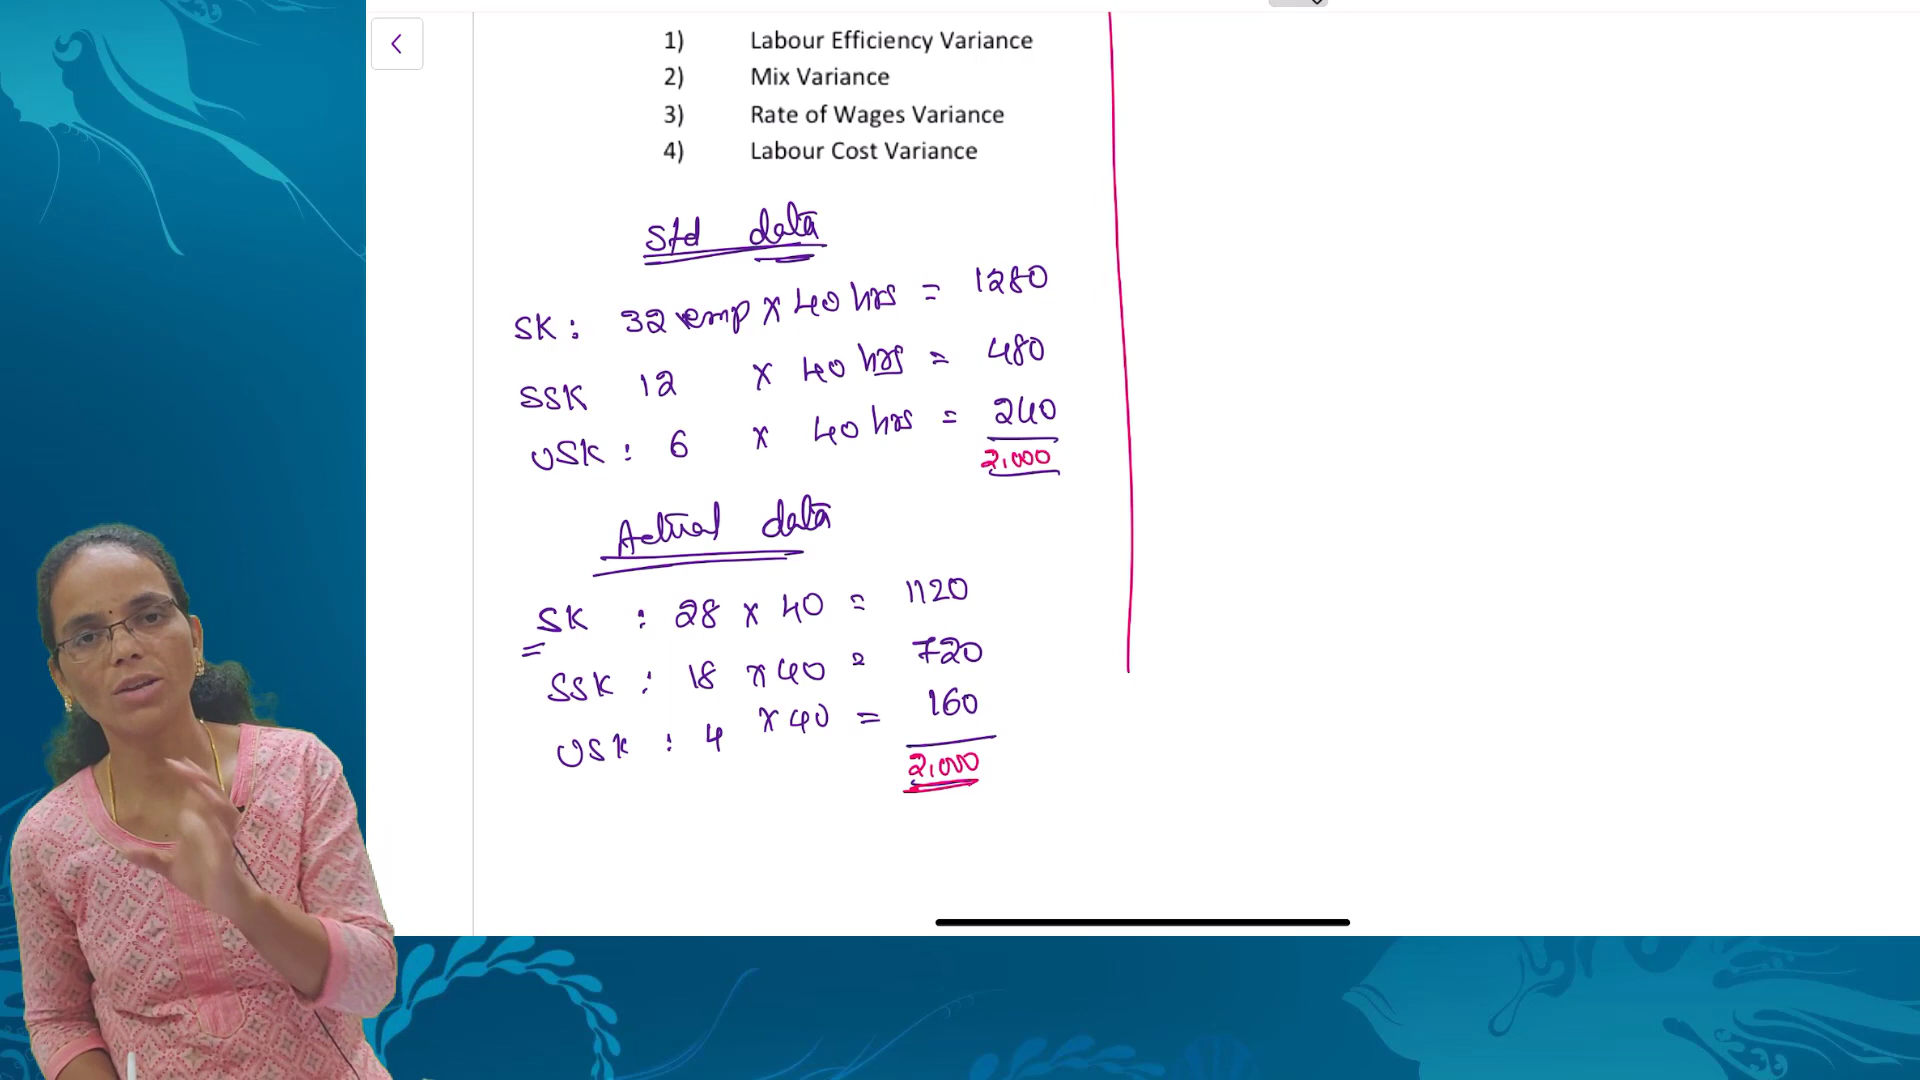 1) Labour Efficiency Variance
2) Mix Variance
3) Rate of Wages Variance
4) Labour Cost Variance
Std data
SK : 32 emp x 40 hrs = 1280
SSK 12 x 40 hrs = 480
USK : 6 x 40 hrs = 240
2,000
Actual data
SK : 28 x 40 = 1120
SSK : 18 x 40 = 720
USK : 4 x 40 = 160
2,000